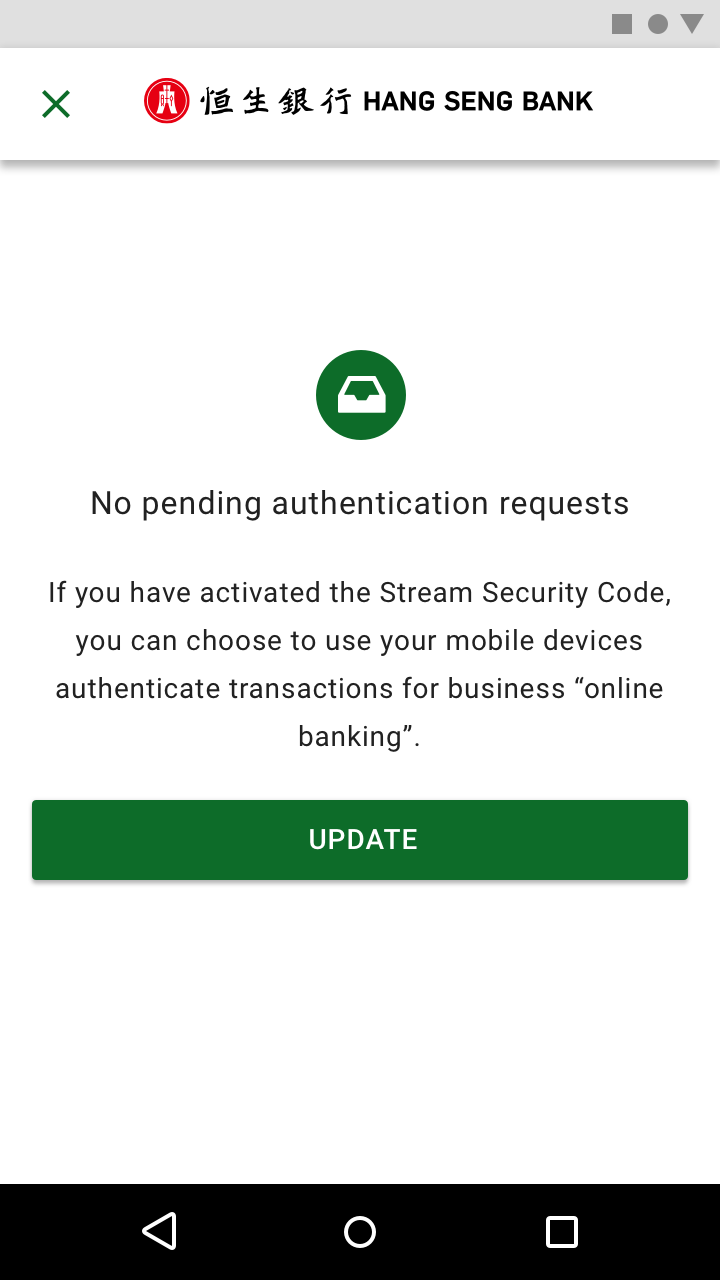 恒生銀行 HANG SENG BANK
No pending authentication requests
If you have activated the Stream Security Code,
you can choose to use your mobile devices
authenticate transactions for business “online
banking”.
UPDATE